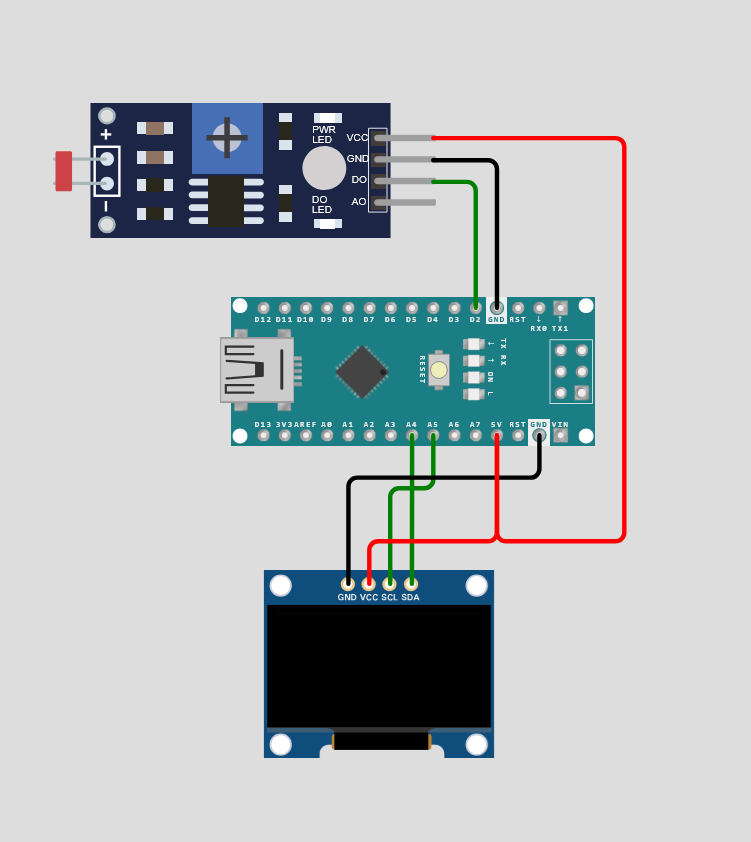 +
PWR
LED
VCC
GND
DO
AO
DO
LED
D12 D11 D10 D9 D8 D7 D6 D5 D4 D3 D2 GND RST ↓ ↑
RX0 TX1
RESET
← →
TX RX ON L
D13 3V3 AREF A0 A1 A2 A3 A4 A5 A6 A7 5V RST GND VIN
GND VCC SCL SDA